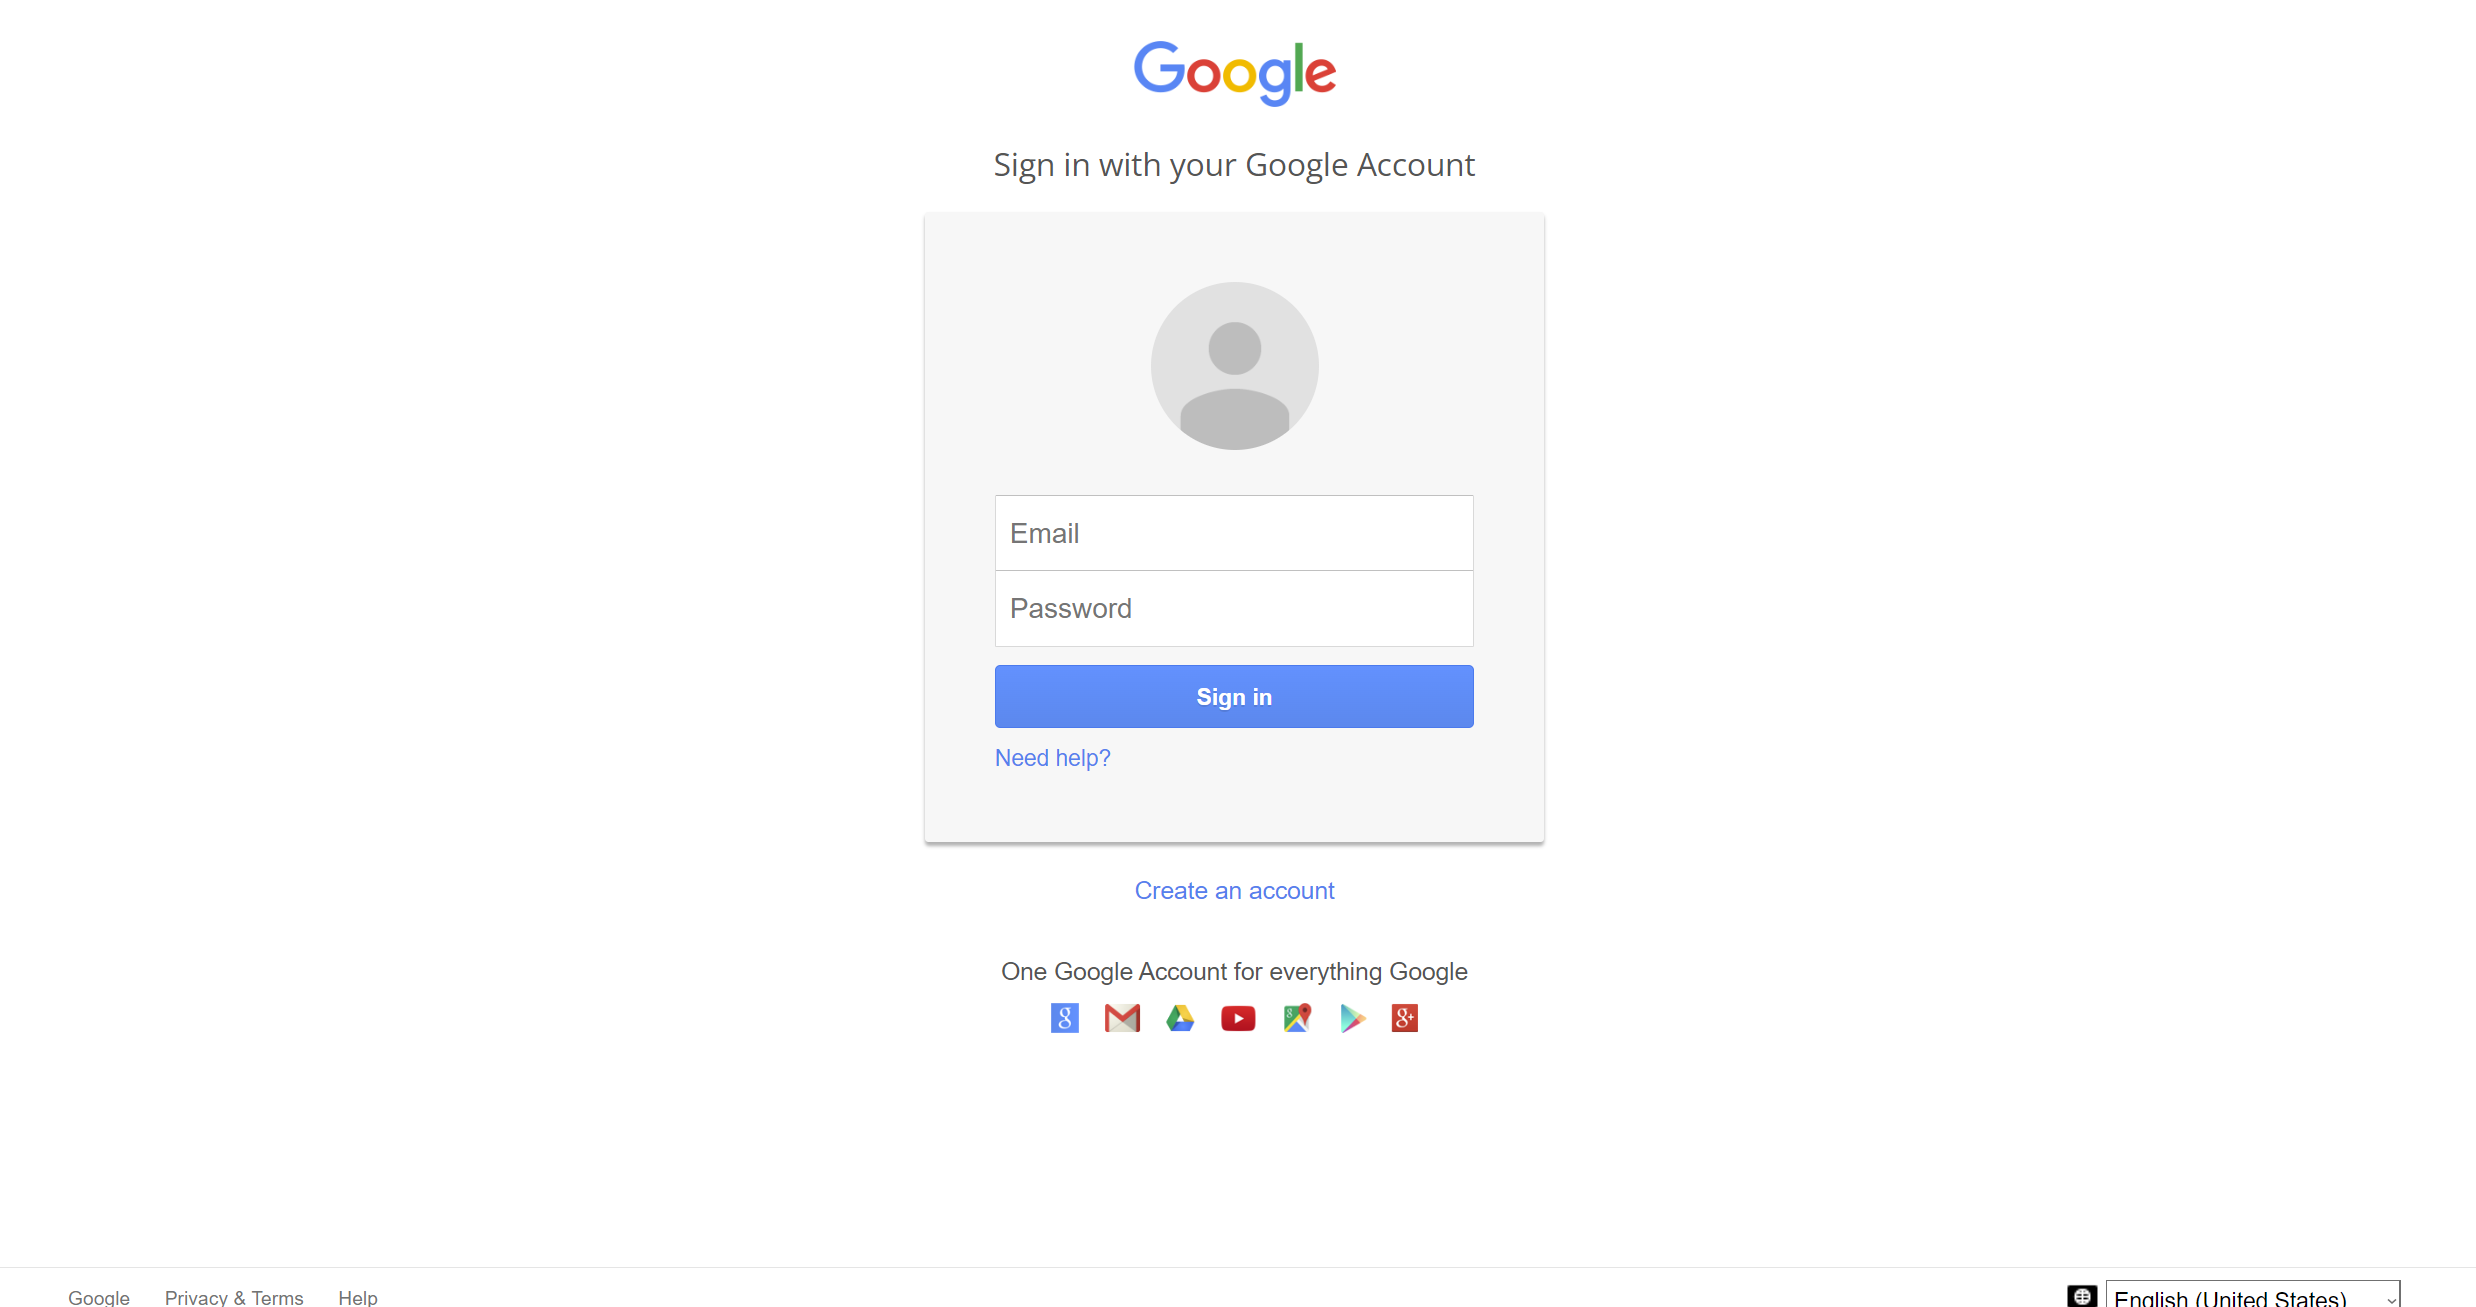 Google
Sign in with your Google Account
Email
Password
Sign in
Need help?
Create an account
One Google Account for everything Google
Google Privacy & Terms Help English (United States)